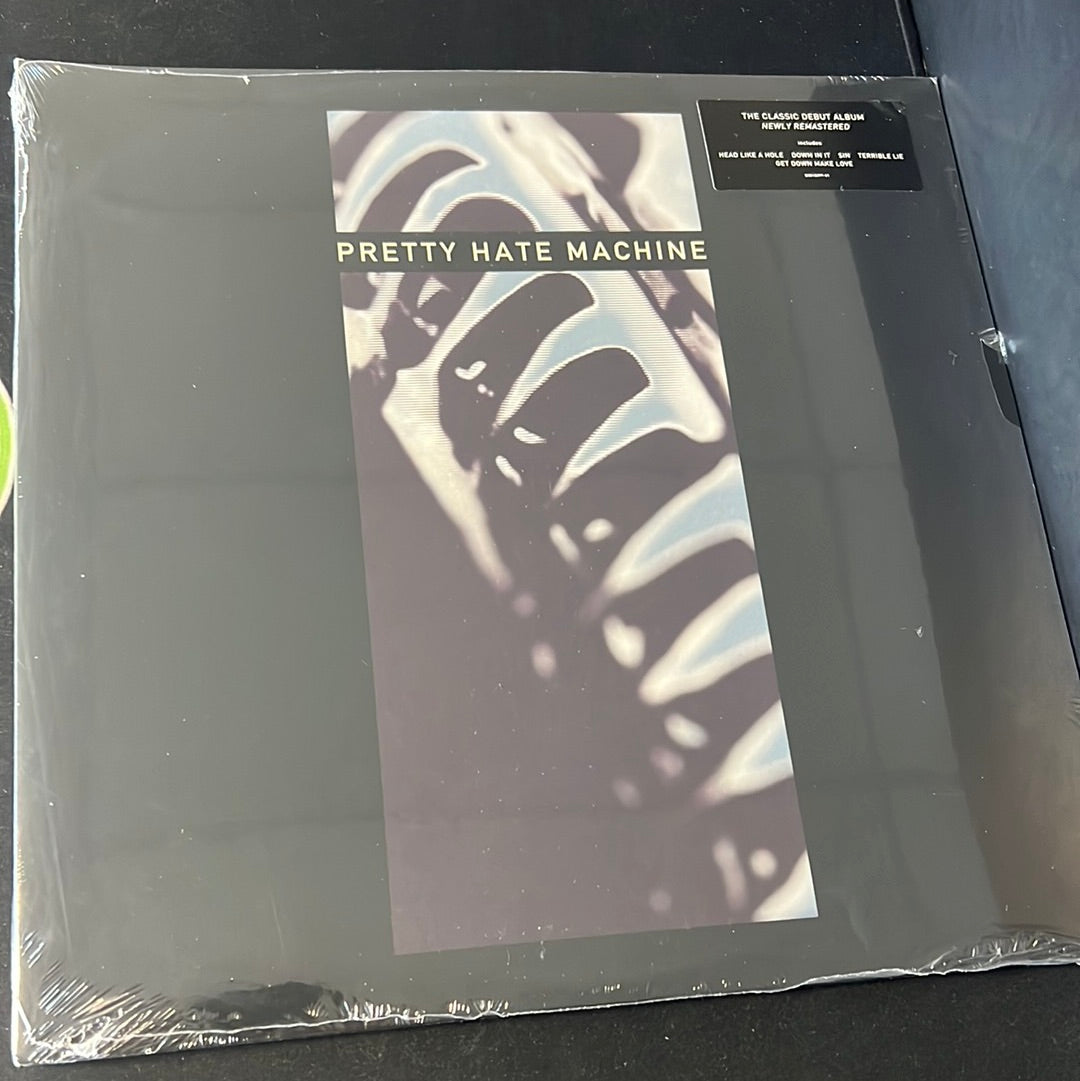 THE CLASSIC DEBUT ALBUM
NEWLY REMASTERED
includes
HEAD LIKE A HOLE DOWN IN IT SIN TERRIBLE LIE
GET DOWN MAKE LOVE
PRETTY HATE MACHINE